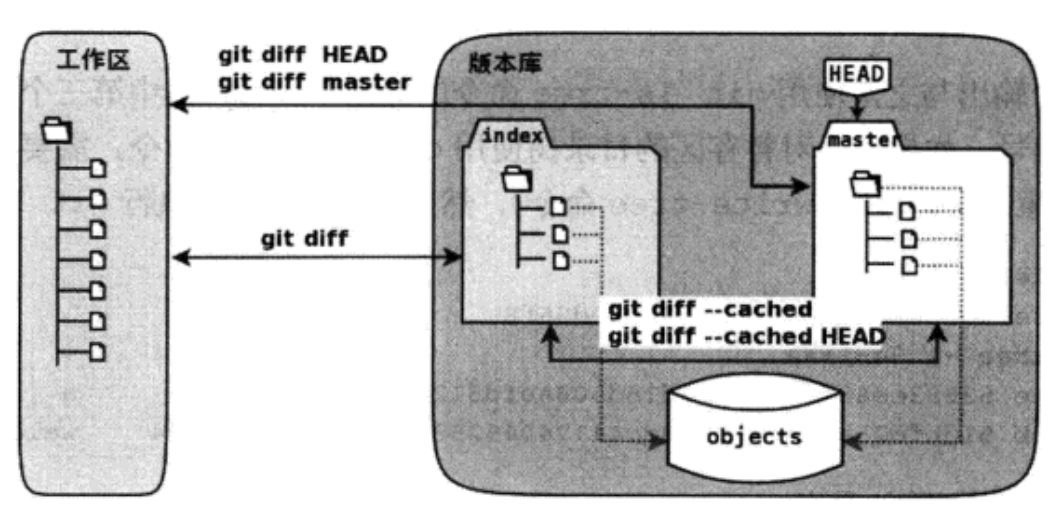 工作区
git diff HEAD
git diff master
版本库
HEAD
index
master
git diff
git diff --cached
git diff --cached HEAD
objects